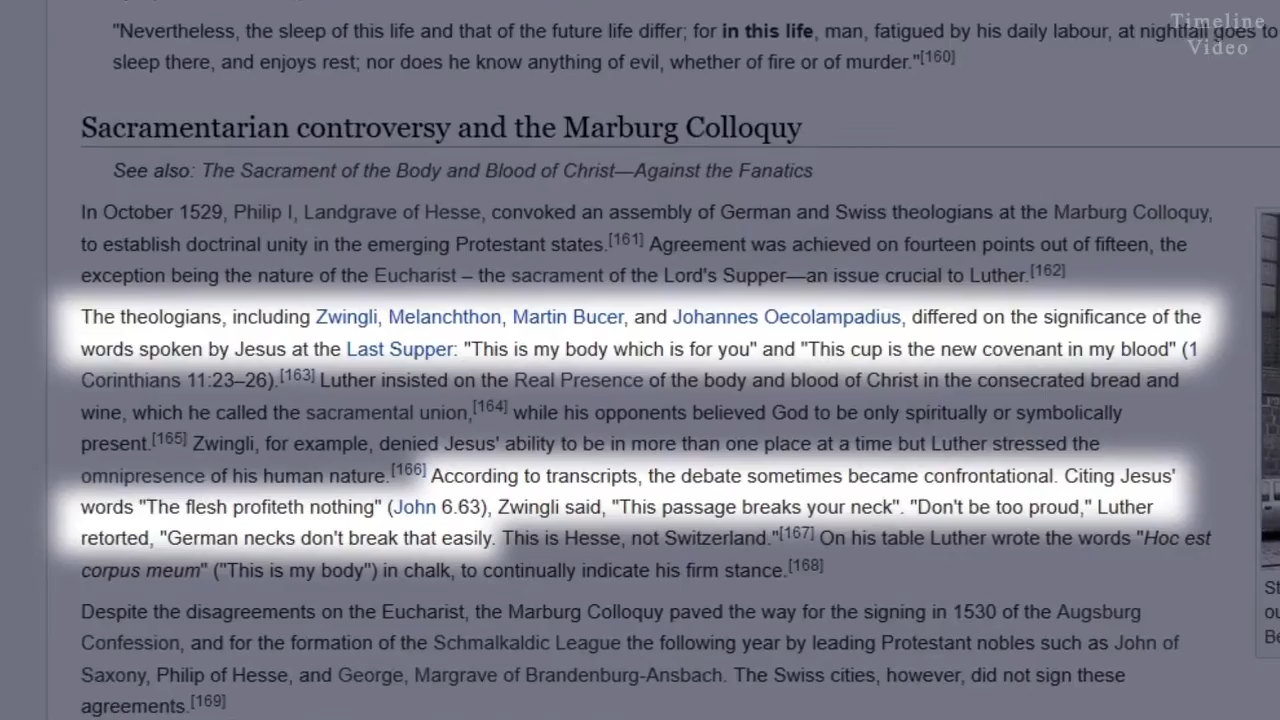 Timeline
Video
"Nevertheless, the sleep of this life and that of the future life differ; for in this life, man, fatigued by his daily labour, at nightfall goes to
sleep there, and enjoys rest; nor does he know anything of evil, whether of fire or of murder."[160]
Sacramentarian controversy and the Marburg Colloquy
See also: The Sacrament of the Body and Blood of Christ—Against the Fanatics
In October 1529, Philip I, Landgrave of Hesse, convoked an assembly of German and Swiss theologians at the Marburg Colloquy,
to establish doctrinal unity in the emerging Protestant states.[161] Agreement was achieved on fourteen points out of fifteen, the
exception being the nature of the Eucharist – the sacrament of the Lord's Supper—an issue crucial to Luther.[162]
The theologians, including Zwingli, Melanchthon, Martin Bucer, and Johannes Oecolampadius, differed on the significance of the
words spoken by Jesus at the Last Supper: "This is my body which is for you" and "This cup is the new covenant in my blood" (1
Corinthians 11:23–26).[163] Luther insisted on the Real Presence of the body and blood of Christ in the consecrated bread and
wine, which he called the sacramental union,[164] while his opponents believed God to be only spiritually or symbolically
present.[165] Zwingli, for example, denied Jesus' ability to be in more than one place at a time but Luther stressed the
omnipresence of his human nature.[166] According to transcripts, the debate sometimes became confrontational. Citing Jesus'
words "The flesh profiteth nothing" (John 6.63), Zwingli said, "This passage breaks your neck". "Don't be too proud," Luther
retorted, "German necks don't break that easily. This is Hesse, not Switzerland."[167] On his table Luther wrote the words "Hoc est
corpus meum" ("This is my body") in chalk, to continually indicate his firm stance.[168]
Despite the disagreements on the Eucharist, the Marburg Colloquy paved the way for the signing in 1530 of the Augsburg
Confession, and for the formation of the Schmalkaldic League the following year by leading Protestant nobles such as John of
Saxony, Philip of Hesse, and George, Margrave of Brandenburg-Ansbach. The Swiss cities, however, did not sign these
agreements.[169]